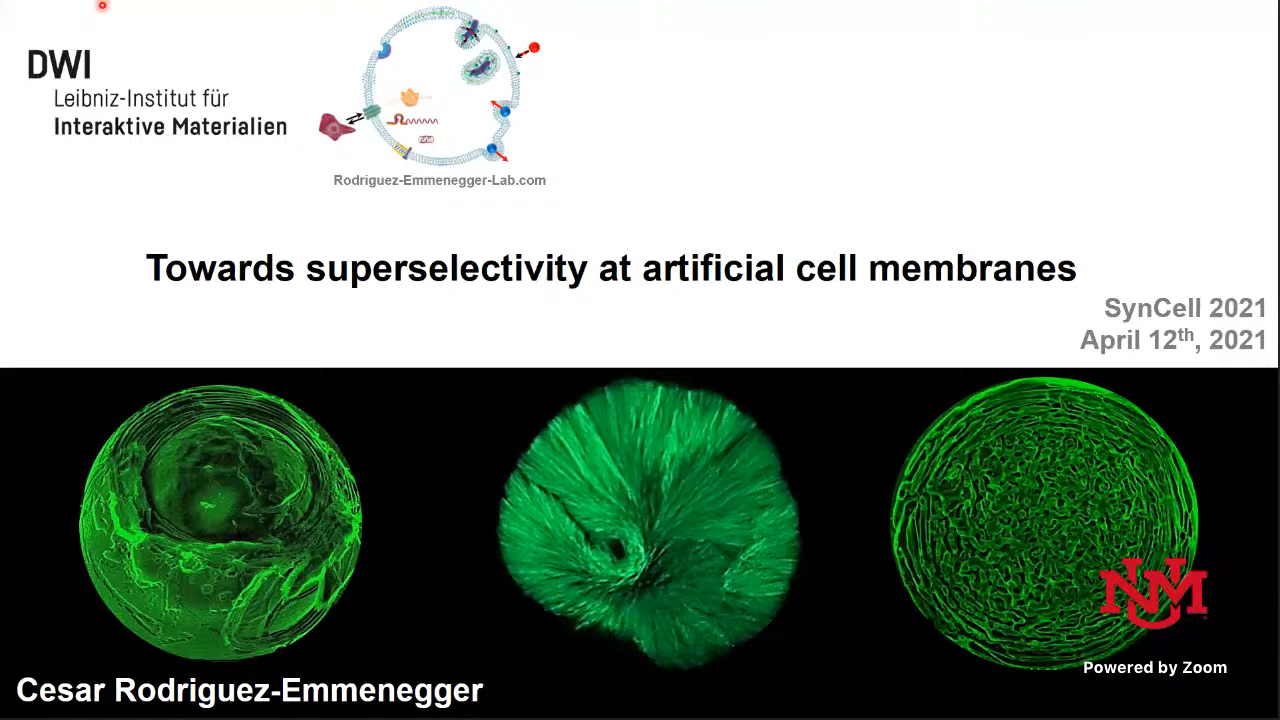 DWI
Leibniz-Institut für
Interaktive Materialien
Rodriguez-Emmenegger-Lab.com
Towards superselectivity at artificial cell membranes
SynCell 2021
April 12th, 2021
UNM
Powered by Zoom
Cesar Rodriguez-Emmenegger